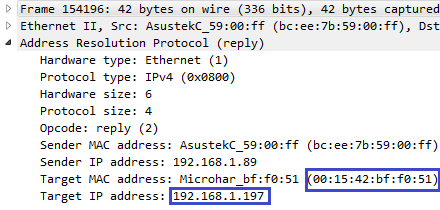 Frame 154196: 42 bytes on wire (336 bits), 42 bytes captured
Ethernet II, Src: AsustekC_59:00:ff (bc:ee:7b:59:00:ff), Dst
Address Resolution Protocol (reply)
Hardware type: Ethernet (1)
Protocol type: IPv4 (0x0800)
Hardware size: 6
Protocol size: 4
Opcode: reply (2)
Sender MAC address: AsustekC_59:00:ff (bc:ee:7b:59:00:ff)
Sender IP address: 192.168.1.89
Target MAC address: Microhar_bf:f0:51 (00:15:42:bf:f0:51)
Target IP address: 192.168.1.197